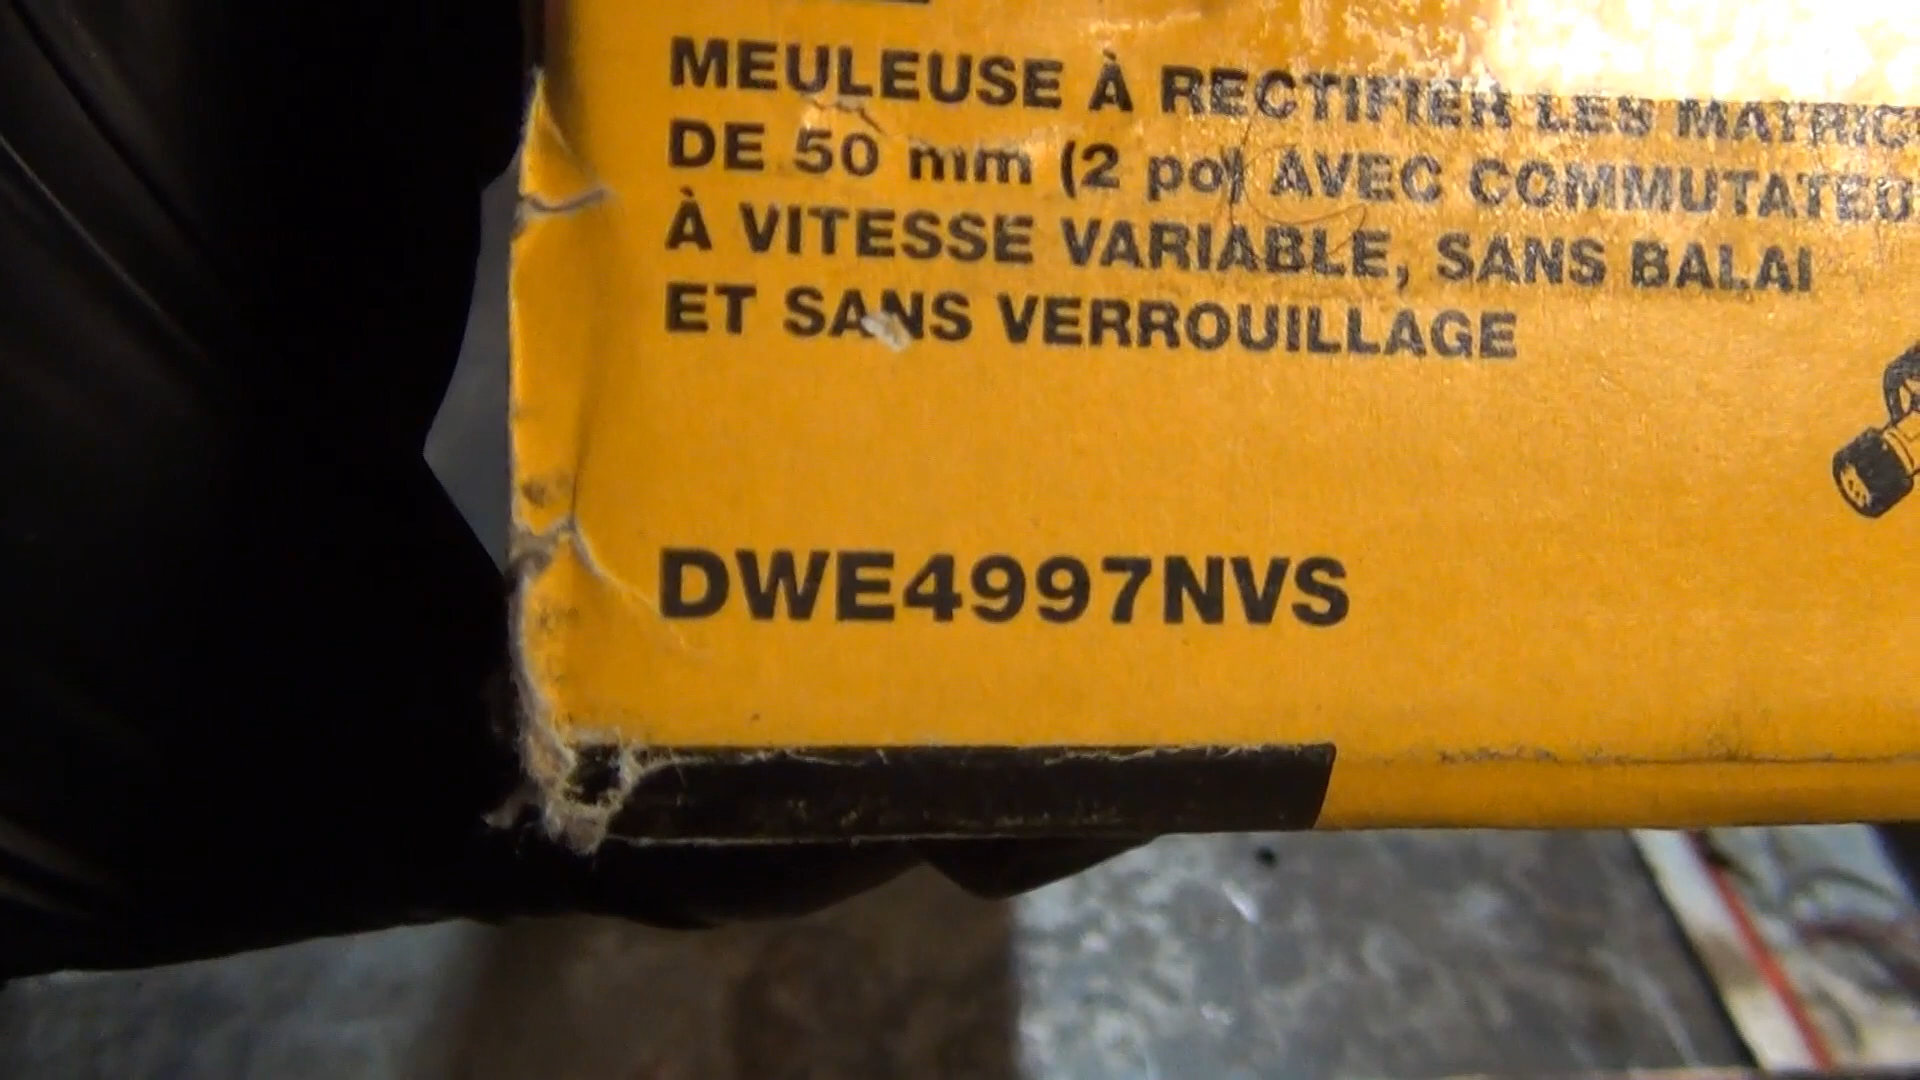 MEULEUSE À RECTIFIER LES MATRIC
DE 50 mm (2 po) AVEC COMMUTATEU
À VITESSE VARIABLE, SANS BALAI
ET SANS VERROUILLAGE
DWE4997NVS